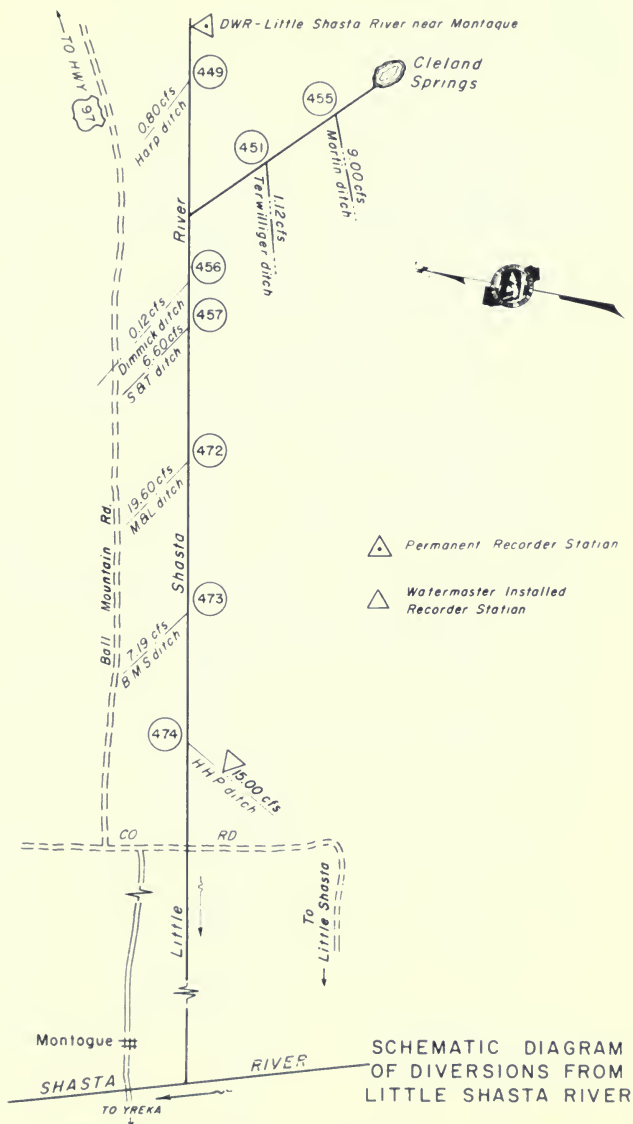 DWR - Little Shasta River near Montaque
TO HWY
97
449
0.80 cfs
Harp ditch
Cleland
Springs
455
9.00 cfs
Martin ditch
451
1.12 cfs
Terwilliger ditch
River
456
0.12 cfs
Dimmick ditch
457
6.60 cfs
S&T ditch
472
19.60 cfs
M&L ditch
Ball Mountain Rd.
Shasta
Permanent Recorder Station
Watermaster Installed
Recorder Station
473
7.19 cfs
B M S ditch
474
15.00 cfs
HHP ditch
CO RD
Little
To
Little Shasta
Montague
SHASTA RIVER
TO YREKA
SCHEMATIC DIAGRAM
OF DIVERSIONS FROM
LITTLE SHASTA RIVER